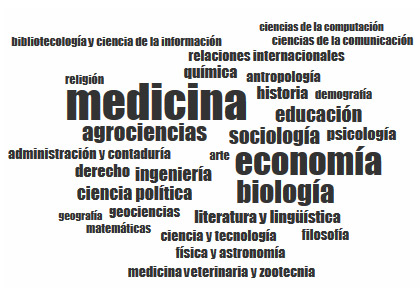 ciencias de la computación
bibliotecología y ciencia de la información
ciencias de la comunicación
relaciones internacionales
química
antropología
religión
historia
demografía
medicina
educación
agrociencias
sociología
psicología
administración y contaduría
arte
economía
derecho
ingeniería
ciencia política
biología
geografía
geociencias
literatura y lingüística
matemáticas
ciencia y tecnología
filosofía
física y astronomía
medicina veterinaria y zootecnia